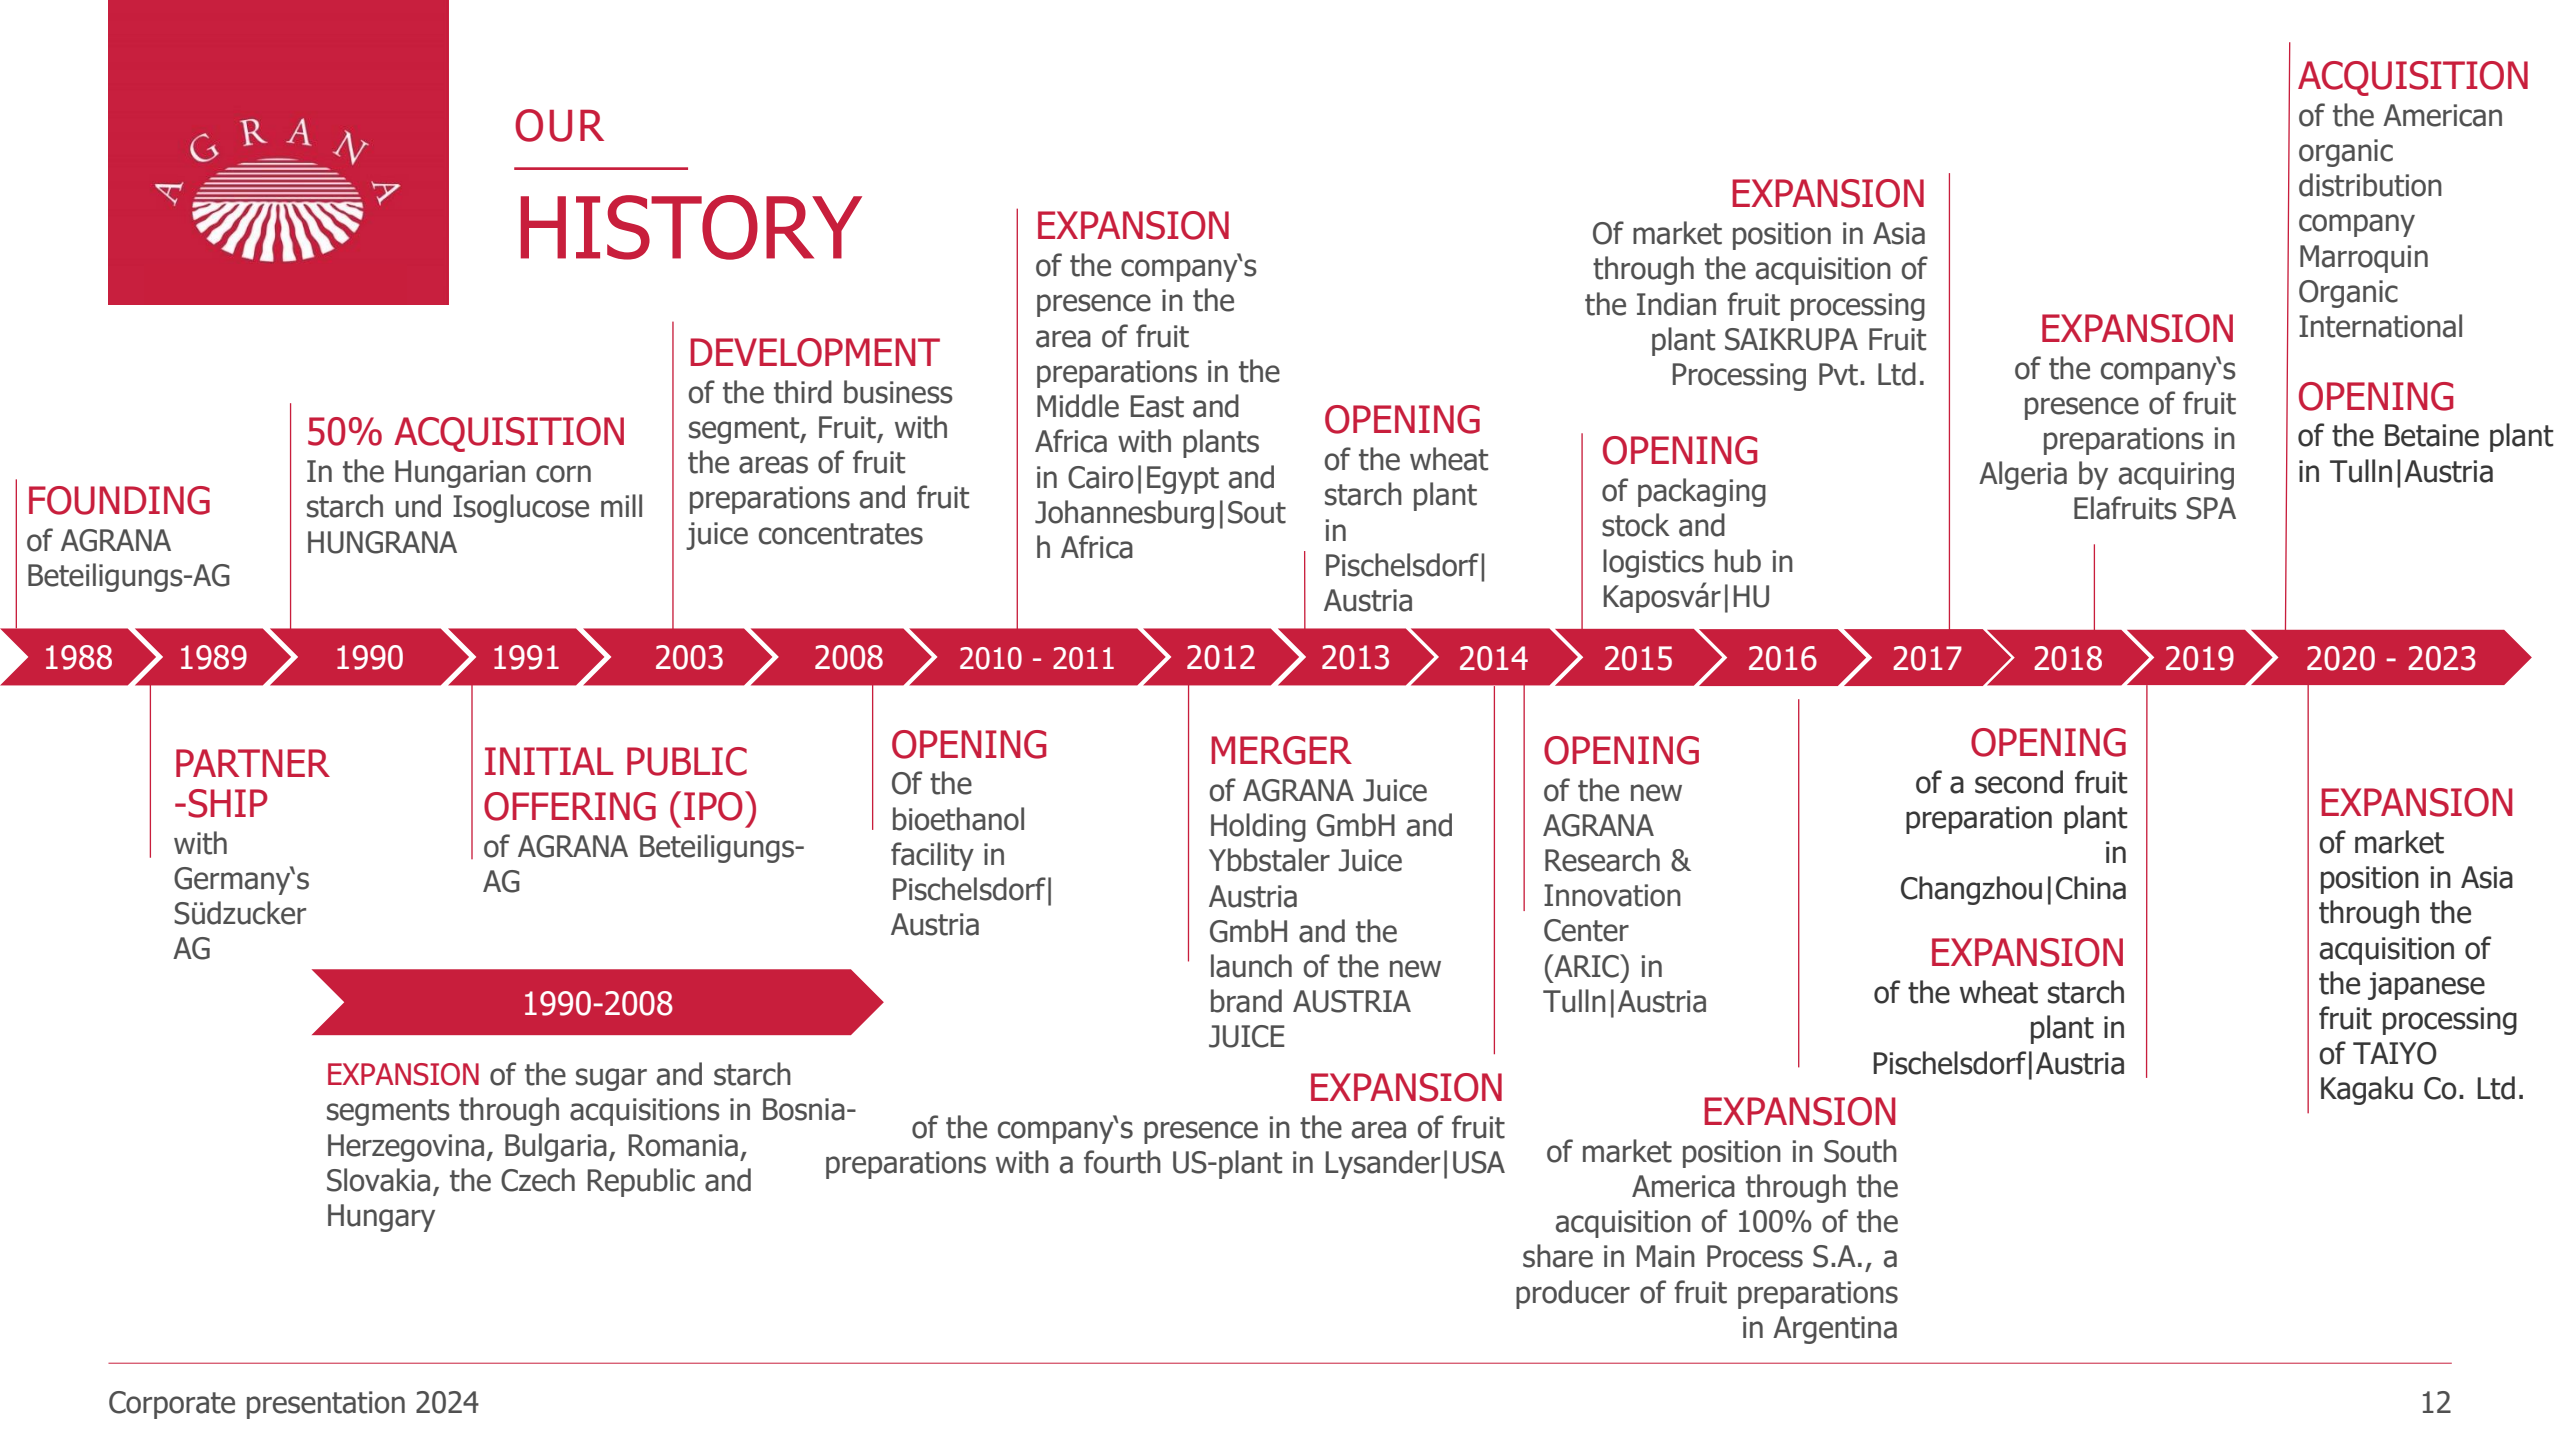 AGRANA
OUR
HISTORY
FOUNDING
of AGRANA
Beteiligungs-AG
50% ACQUISITION
In the Hungarian corn
starch und Isoglucose mill
HUNGRANA
DEVELOPMENT
of the third business
segment, Fruit, with
the areas of fruit
preparations and fruit
juice concentrates
EXPANSION
of the company‘s
presence in the
area of fruit
preparations in the
Middle East and
Africa with plants
in Cairo|Egypt and
Johannesburg|Sout
h Africa
OPENING
of the wheat
starch plant
in
Pischelsdorf|
Austria
EXPANSION
Of market position in Asia
through the acquisition of
the Indian fruit processing
plant SAIKRUPA Fruit
Processing Pvt. Ltd.
OPENING
of packaging
stock and
logistics hub in
Kaposvár|HU
EXPANSION
of the company‘s
presence of fruit
preparations in
Algeria by acquiring
Elafruits SPA
ACQUISITION
of the American
organic
distribution
company
Marroquin
Organic
International
OPENING
of the Betaine plant
in Tulln|Austria
1988 1989 1990 1991 2003 2008 2010 - 2011 2012 2013 2014 2015 2016 2017 2018 2019 2020 - 2023
PARTNER
-SHIP
with
Germany‘s
Südzucker
AG
INITIAL PUBLIC
OFFERING (IPO)
of AGRANA Beteiligungs-
AG
1990-2008
EXPANSION of the sugar and starch
segments through acquisitions in Bosnia-
Herzegovina, Bulgaria, Romania,
Slovakia, the Czech Republic and
Hungary
OPENING
Of the
bioethanol
facility in
Pischelsdorf|
Austria
MERGER
of AGRANA Juice
Holding GmbH and
Ybbstaler Juice
Austria
GmbH and the
launch of the new
brand AUSTRIA
JUICE
EXPANSION
of the company‘s presence in the area of fruit
preparations with a fourth US-plant in Lysander|USA
OPENING
of the new
AGRANA
Research &
Innovation
Center
(ARIC) in
Tulln|Austria
EXPANSION
of market position in South
America through the
acquisition of 100% of the
share in Main Process S.A., a
producer of fruit preparations
in Argentina
OPENING
of a second fruit
preparation plant
in
Changzhou|China
EXPANSION
of the wheat starch
plant in
Pischelsdorf|Austria
EXPANSION
of market
position in Asia
through the
acquisition of
the japanese
fruit processing
of TAIYO
Kagaku Co. Ltd.
Corporate presentation 2024
12